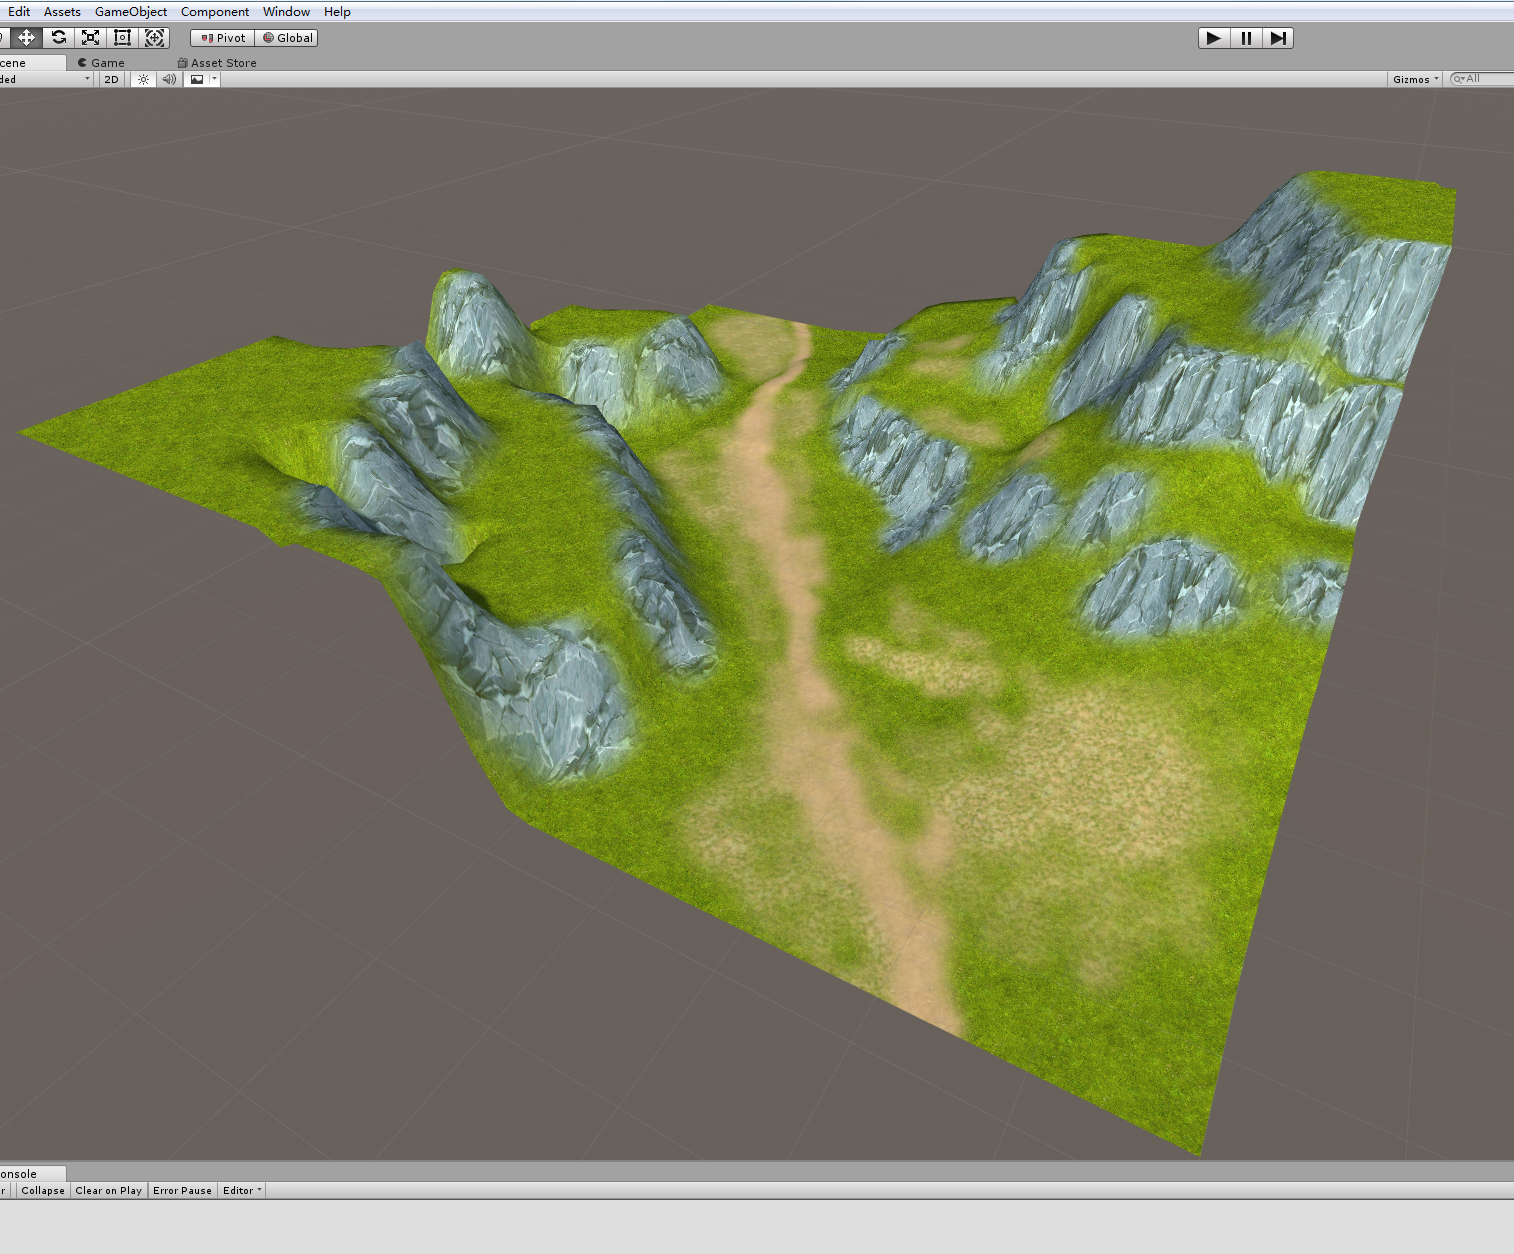 Edit Assets GameObject Component Window Help
Pivot Global
cene Game Asset Store
ded 2D Gizmos All
onsole
r Collapse Clear on Play Error Pause Editor